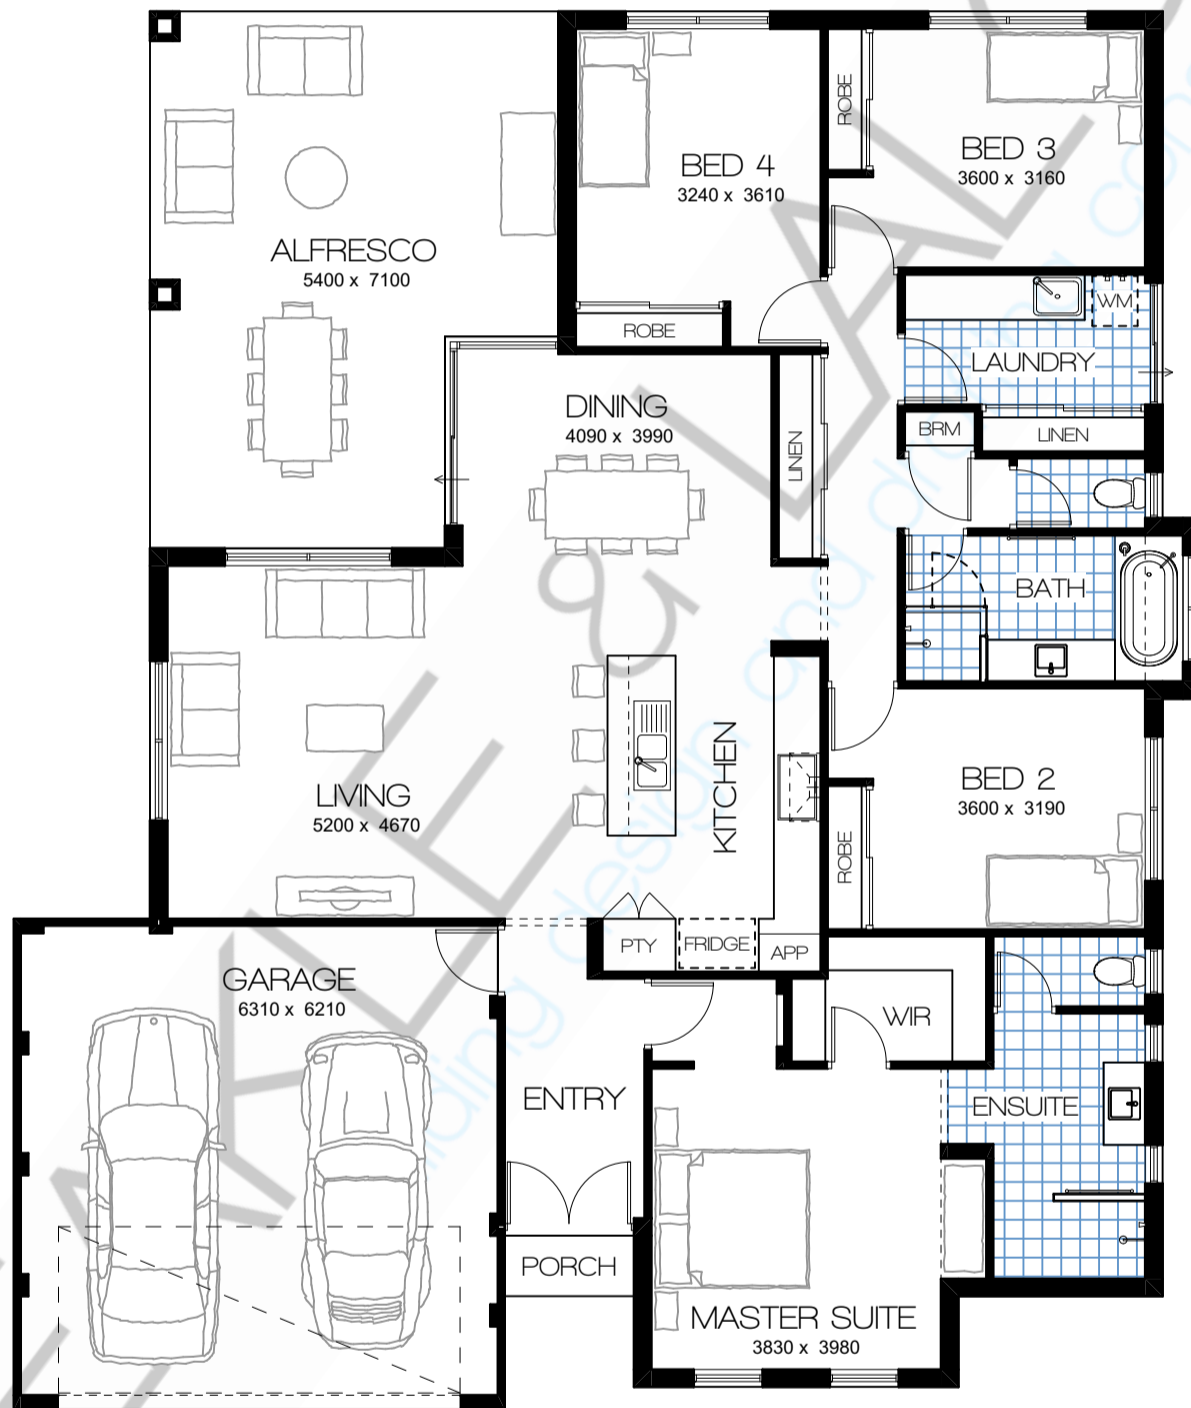 ROBE
BED 3
3600 x 3160
BED 4
3240 x 3610
ALFRESCO
5400 x 7100
WM
ROBE
LAUNDRY
DINING
4090 x 3990
BRM
LINEN
LINEN
BATH
KITCHEN
BED 2
3600 x 3190
LIVING
5200 x 4670
ROBE
PTY
FRIDGE
APP
GARAGE
6310 x 6210
WIR
ENTRY
ENSUITE
PORCH
MASTER SUITE
3830 x 3980
&
design and